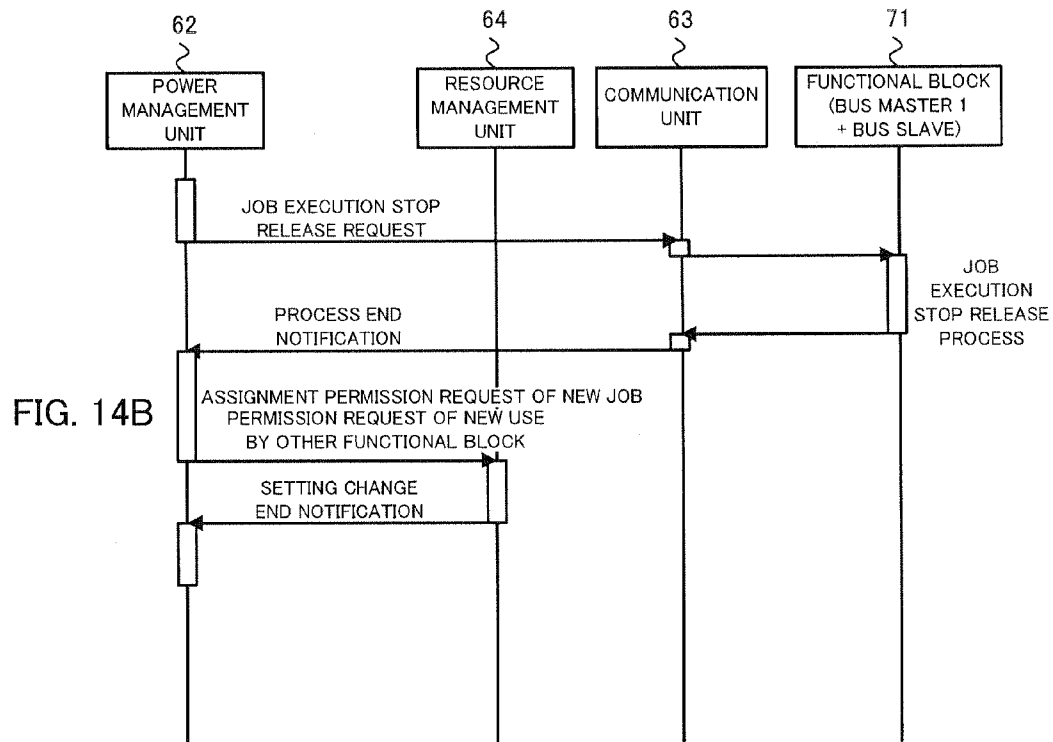 62
64
63
71
POWER
MANAGEMENT
UNIT
RESOURCE
MANAGEMENT
UNIT
COMMUNICATION
UNIT
FUNCTIONAL BLOCK
(BUS MASTER 1
+ BUS SLAVE)
JOB EXECUTION STOP
RELEASE REQUEST
JOB
EXECUTION
STOP RELEASE
PROCESS
PROCESS END
NOTIFICATION
FIG. 14B
ASSIGNMENT PERMISSION REQUEST OF NEW JOB
PERMISSION REQUEST OF NEW USE
BY OTHER FUNCTIONAL BLOCK
SETTING CHANGE
END NOTIFICATION